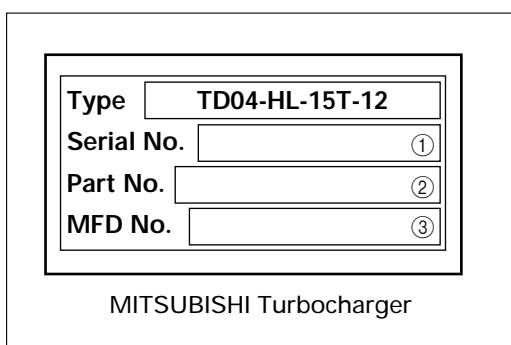 Type TD04-HL-15T-12
Serial No. ①
Part No. ②
MFD No. ③
MITSUBISHI Turbocharger